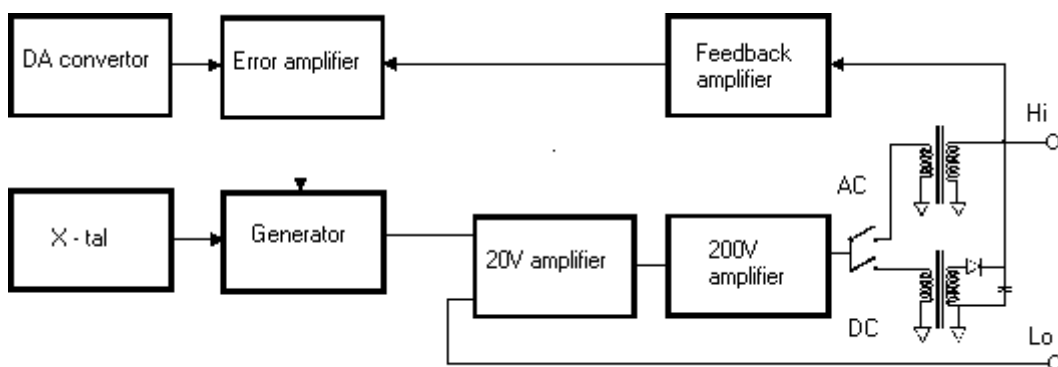 DA convertor
Error amplifier
Feedback
amplifier
Hi
AC
X - tal
Generator
20V amplifier
200V
amplifier
DC
Lo